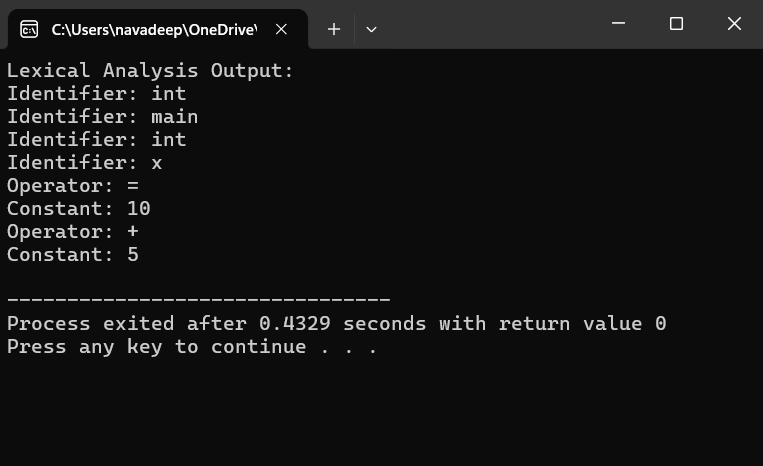 C:\Users\navadeep\OneDrive\
Lexical Analysis Output:
Identifier: int
Identifier: main
Identifier: int
Identifier: x
Operator: =
Constant: 10
Operator: +
Constant: 5
--------------------------------
Process exited after 0.4329 seconds with return value 0
Press any key to continue . . .